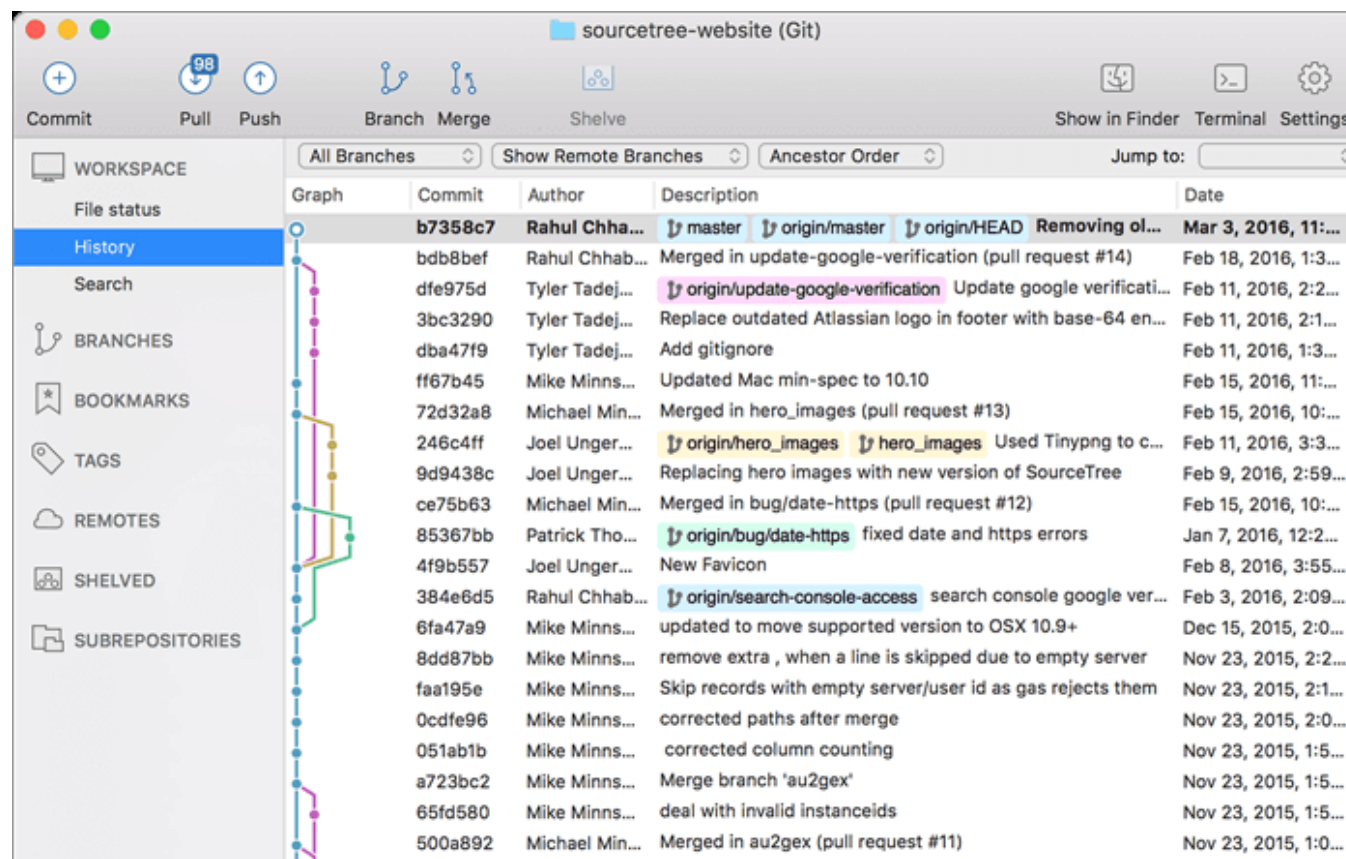 sourcetree-website (Git)
98
Commit Pull Push Branch Merge Shelve Show in Finder Terminal Settings
WORKSPACE
File status
History
Search
BRANCHES
BOOKMARKS
TAGS
REMOTES
SHELVED
SUBREPOSITORIES
All Branches Show Remote Branches Ancestor Order Jump to:
Graph Commit Author Description Date
b7358c7 Rahul Chha... master origin/master origin/HEAD Removing ol... Mar 3, 2016, 11:...
bdb8bef Rahul Chhab... Merged in update-google-verification (pull request #14) Feb 18, 2016, 1:3...
dfe975d Tyler Tadej... origin/update-google-verification Update google verificati... Feb 11, 2016, 2:2...
3bc3290 Tyler Tadej... Replace outdated Atlassian logo in footer with base-64 en... Feb 11, 2016, 2:1...
dba47f9 Tyler Tadej... Add gitignore Feb 11, 2016, 1:3...
ff67b45 Mike Minns... Updated Mac min-spec to 10.10 Feb 15, 2016, 11:...
72d32a8 Michael Min... Merged in hero_images (pull request #13) Feb 15, 2016, 10:...
246c4ff Joel Unger... origin/hero_images hero_images Used Tinypng to c... Feb 11, 2016, 3:3...
9d9438c Joel Unger... Replacing hero images with new version of SourceTree Feb 9, 2016, 2:59...
ce75b63 Michael Min... Merged in bug/date-https (pull request #12) Feb 15, 2016, 10:...
85367bb Patrick Tho... origin/bug/date-https fixed date and https errors Jan 7, 2016, 12:2...
4f9b557 Joel Unger... New Favicon Feb 8, 2016, 3:55...
384e6d5 Rahul Chhab... origin/search-console-access search console google ver... Feb 3, 2016, 2:09...
6fa47a9 Mike Minns... updated to move supported version to OSX 10.9+ Dec 15, 2015, 2:0...
8dd87bb Mike Minns... remove extra , when a line is skipped due to empty server Nov 23, 2015, 2:2...
faa195e Mike Minns... Skip records with empty server/user id as gas rejects them Nov 23, 2015, 2:1...
0cdfe96 Mike Minns... corrected paths after merge Nov 23, 2015, 2:0...
051ab1b Mike Minns... corrected column counting Nov 23, 2015, 1:5...
a723bc2 Mike Minns... Merge branch 'au2gex' Nov 23, 2015, 1:5...
65fd580 Mike Minns... deal with invalid instanceids Nov 23, 2015, 1:5...
500a892 Michael Min... Merged in au2gex (pull request #11) Nov 23, 2015, 1:0...